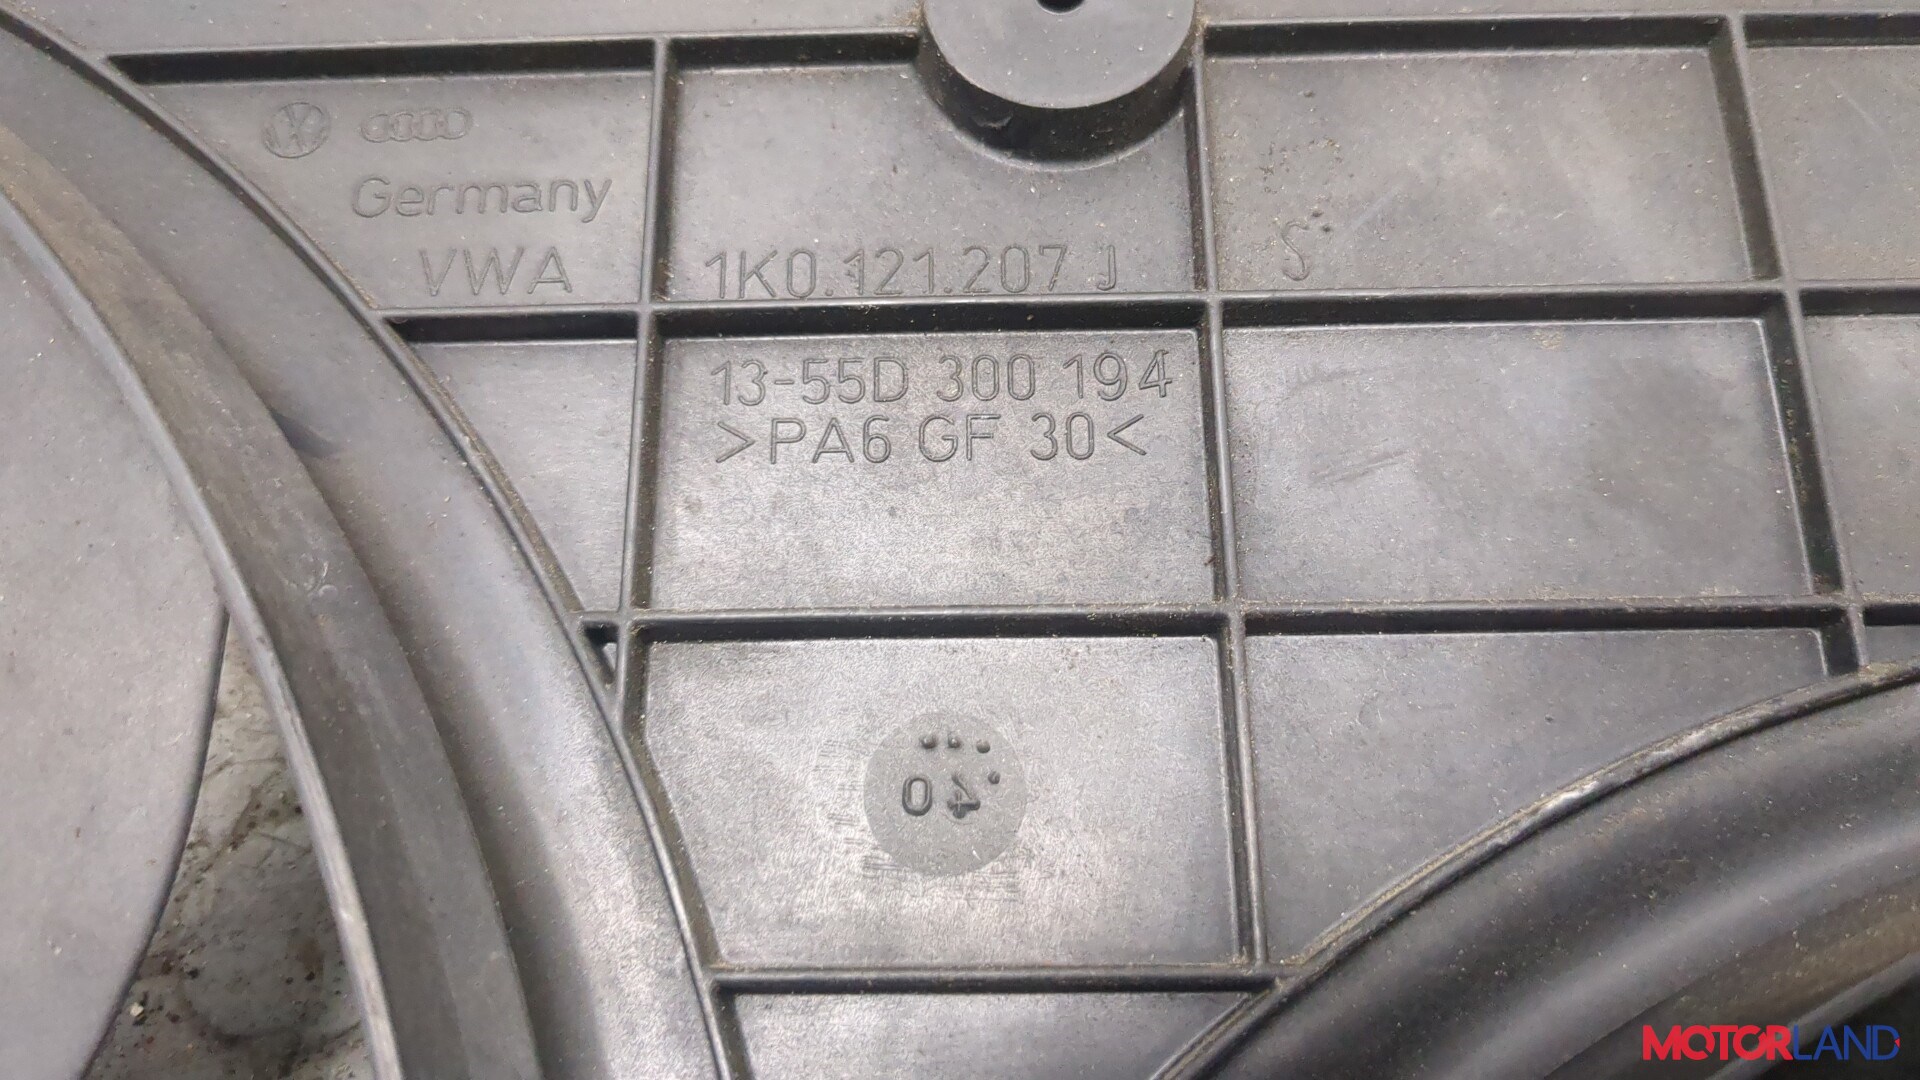 Germany
VWA
1K0.121.207 J
S
13-55D 300 194
>PA6 GF 30<
04
MOTORLAND